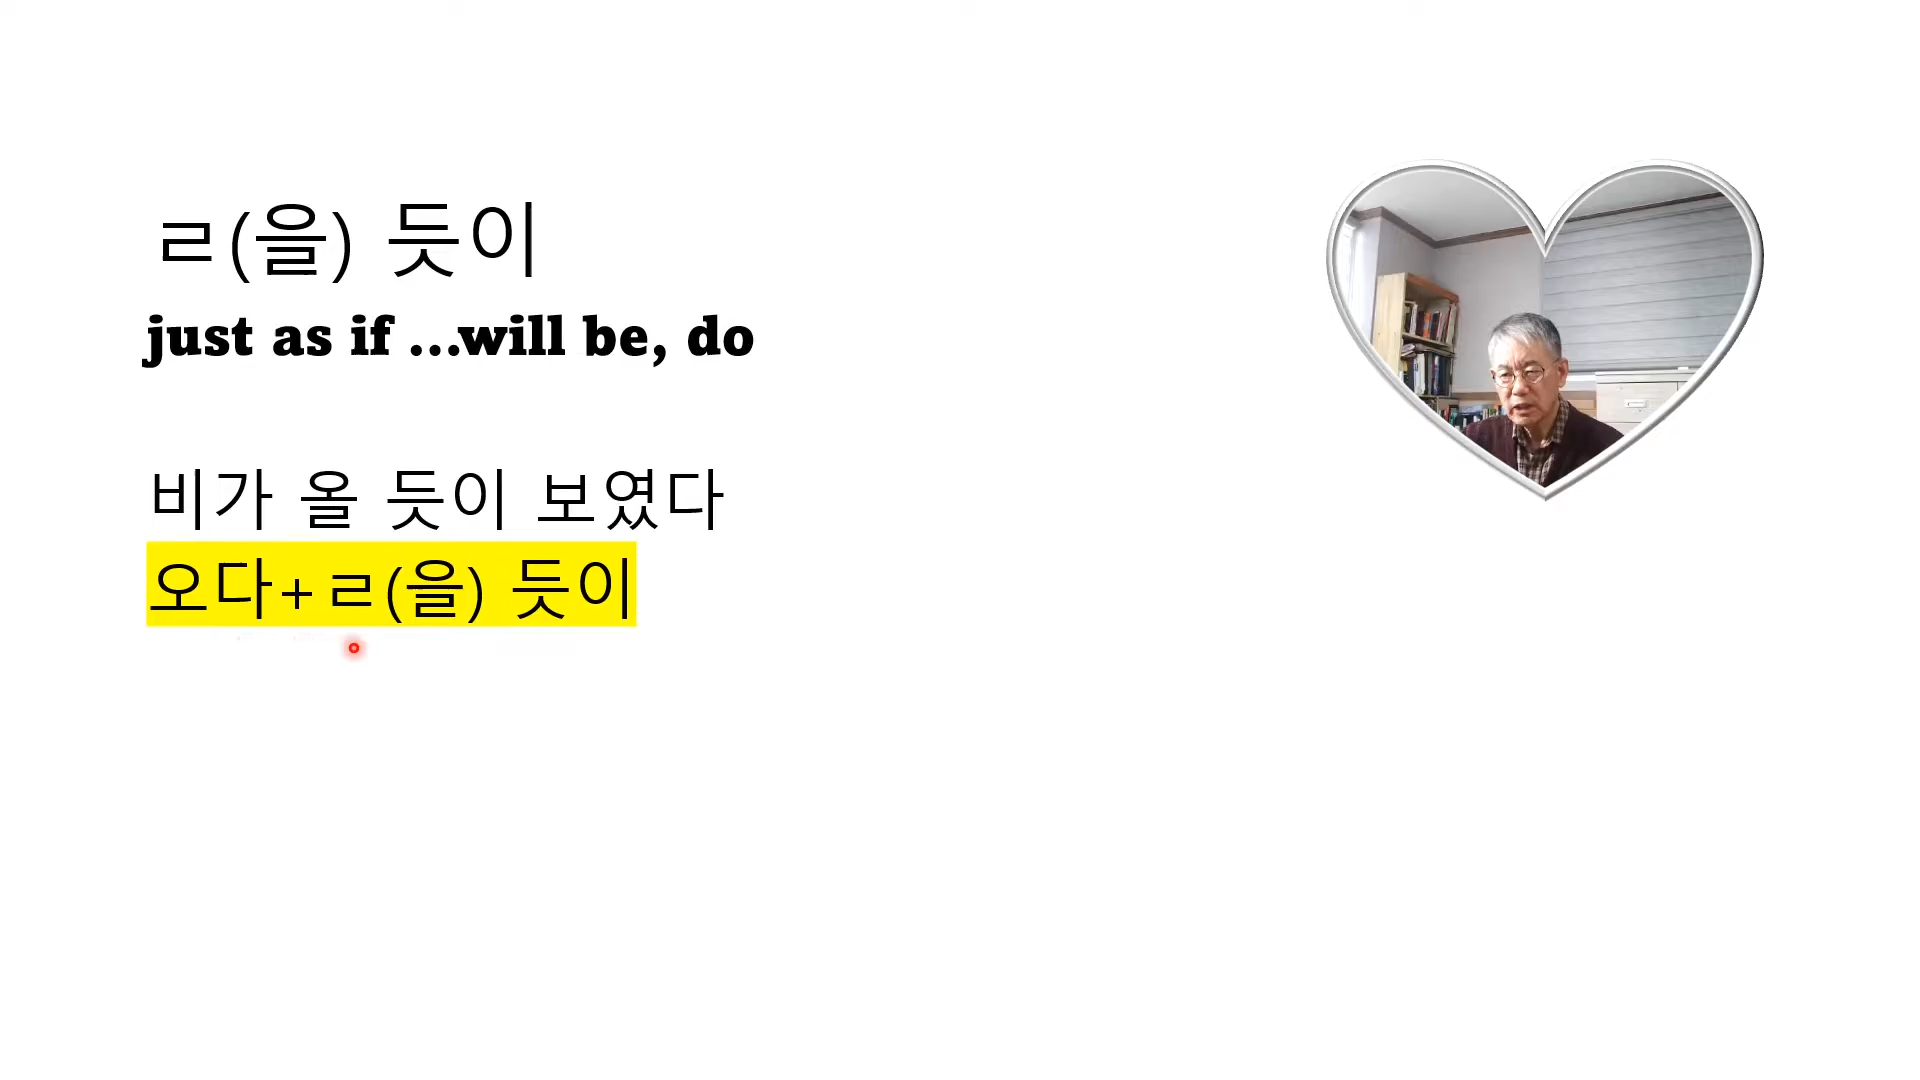 ㄹ(을) 듯이
just as if ...will be, do
비가 올 듯이 보였다
오다+ㄹ(을) 듯이